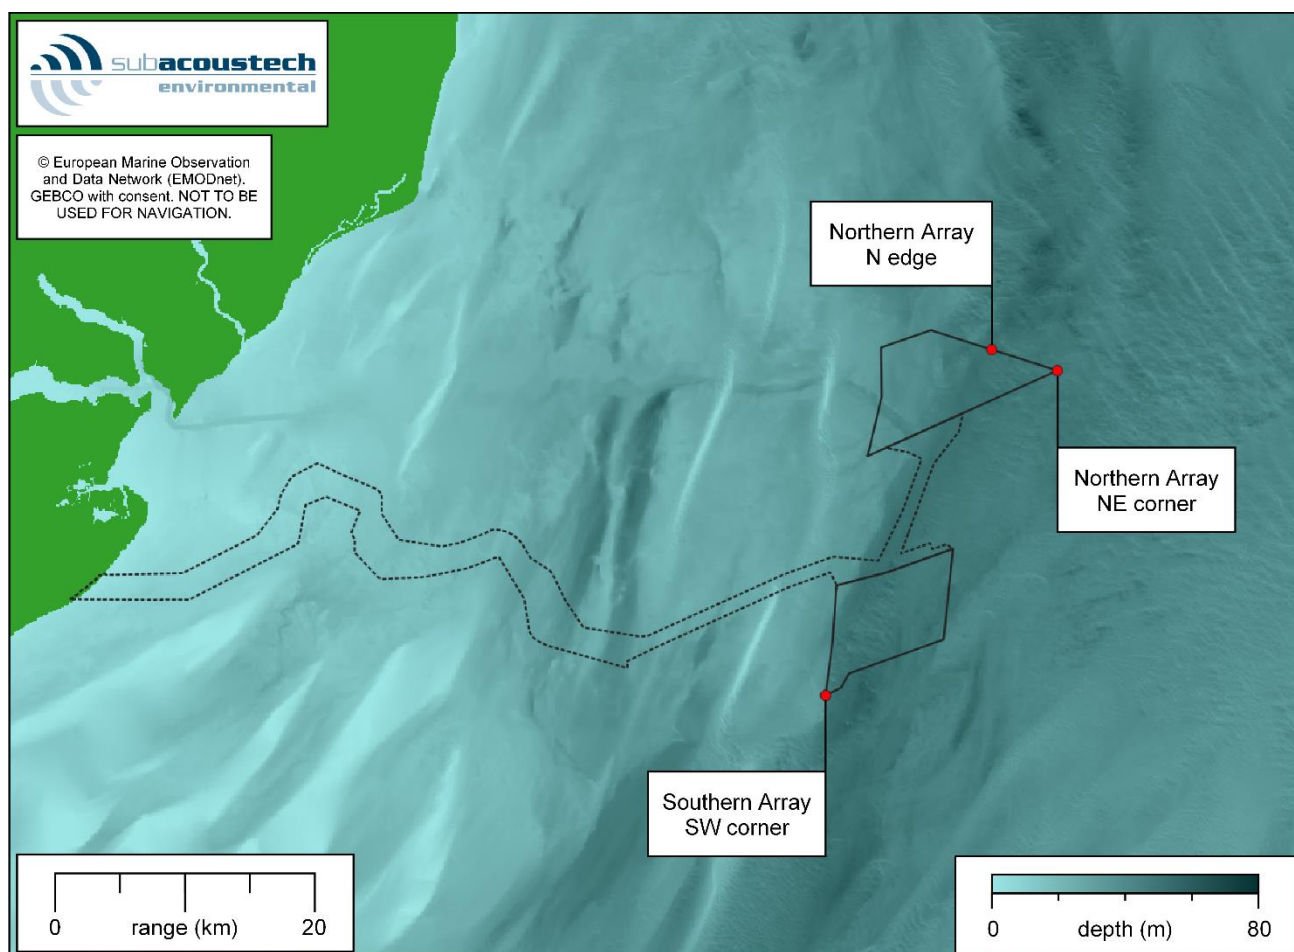 subacoustech
environmental
© European Marine Observation
and Data Network (EMODnet).
GEBCO with consent. NOT TO BE
USED FOR NAVIGATION.
Northern Array
N edge
Northern Array
NE corner
Southern Array
SW corner
0 range (km) 20
0 depth (m) 80